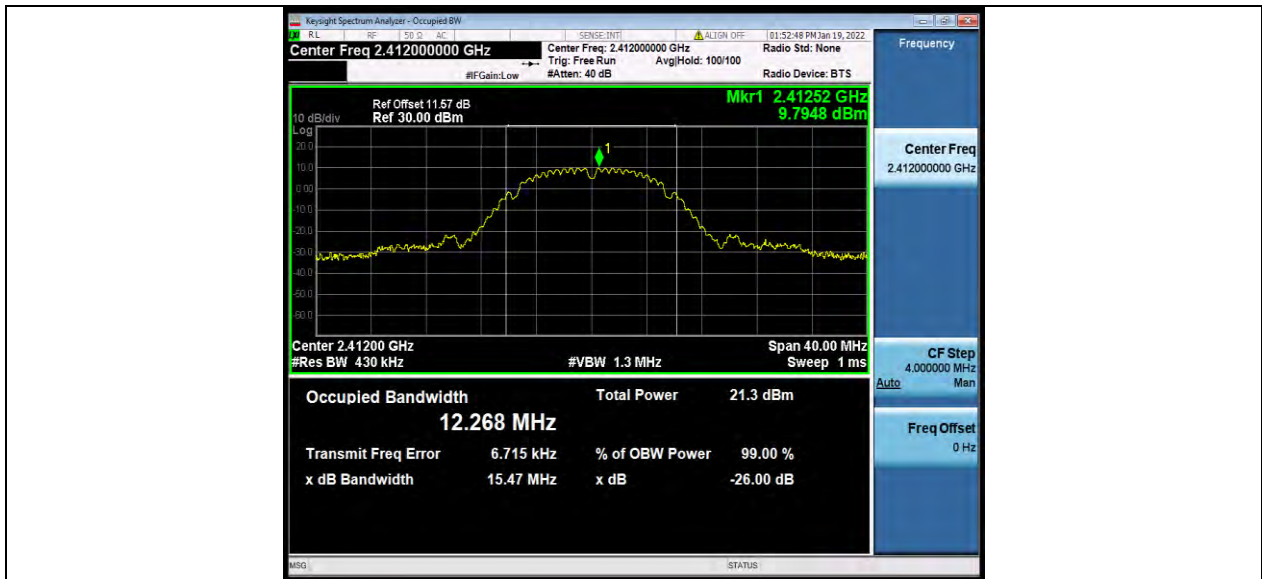 Keysight Spectrum Analyzer - Occupied BW
RL RF 50 Ω AC SENSE:INT ALIGN OFF 01:52:48 PM Jan 19, 2022
Center Freq 2.412000000 GHz
Center Freq: 2.412000000 GHz
Radio Std: None
Trig: Free Run Avg|Hold: 100/100
#IFGain:Low #Atten: 40 dB Radio Device: BTS
Frequency
Mkr1 2.41252 GHz
9.7948 dBm
Ref Offset 11.57 dB
10 dB/div Ref 30.00 dBm
Log
20.0
1
10.0
0.00
-10.0
-20.0
-30.0
-40.0
-50.0
-60.0
Center Freq
2.412000000 GHz
Center 2.41200 GHz Span 40.00 MHz
#Res BW 430 kHz #VBW 1.3 MHz Sweep 1 ms
CF Step
4.000000 MHz
Auto Man
Freq Offset
0 Hz
Occupied Bandwidth Total Power 21.3 dBm
12.268 MHz
Transmit Freq Error 6.715 kHz % of OBW Power 99.00 %
x dB Bandwidth 15.47 MHz x dB -26.00 dB
MSG STATUS